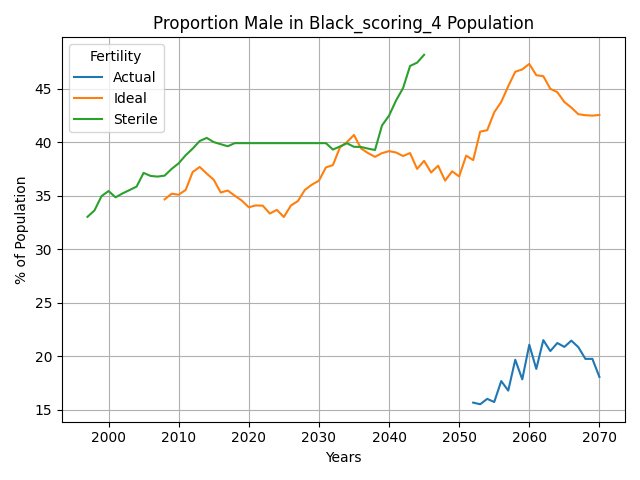 Proportion Male in Black_scoring_4 Population
Fertility
Actual
Ideal
Sterile
% of Population
45
40
35
30
25
20
15
2000 2010 2020 2030 2040 2050 2060 2070
Years